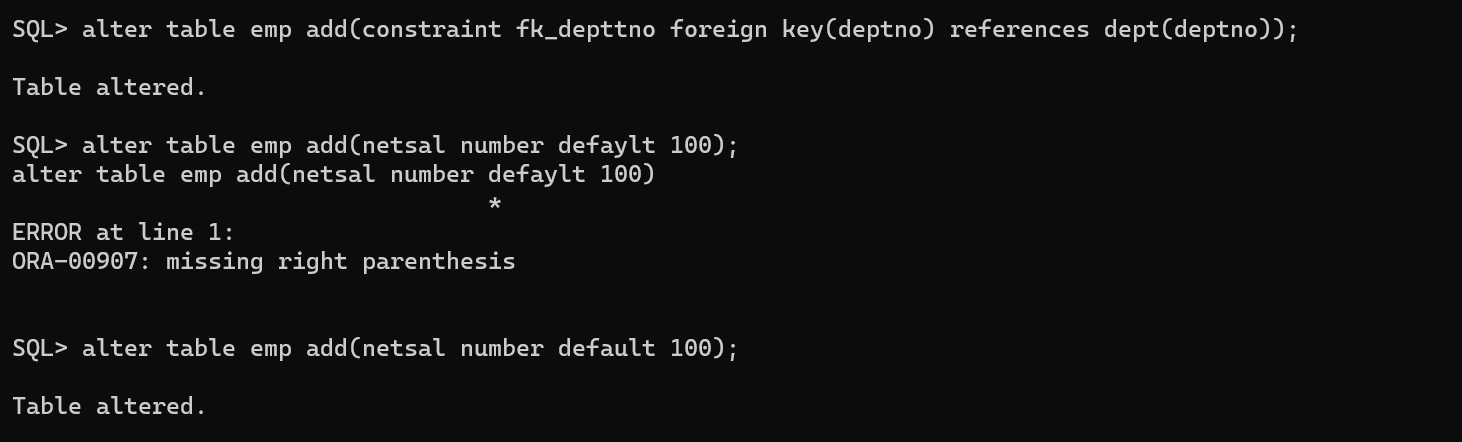 SQL> alter table emp add(constraint fk_depttno foreign key(deptno) references dept(deptno));
Table altered.
SQL> alter table emp add(netsal number defaylt 100);
alter table emp add(netsal number defaylt 100)
*
ERROR at line 1:
ORA-00907: missing right parenthesis
SQL> alter table emp add(netsal number default 100);
Table altered.